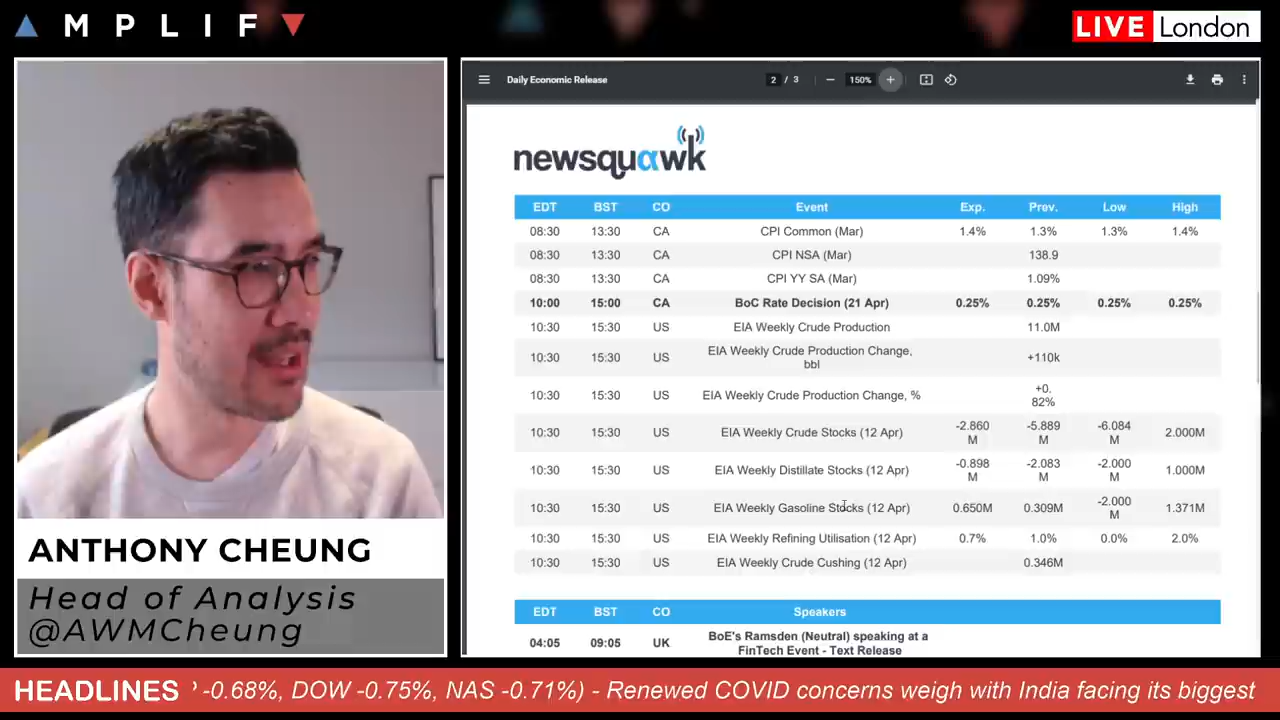 MPLIF
LIVE London
Daily Economic Release
2 / 3
150%
newsquawk
EDT BST CO Event Exp. Prev. Low High
08:30 13:30 CA CPI Common (Mar) 1.4% 1.3% 1.3% 1.4%
08:30 13:30 CA CPI NSA (Mar) 138.9
08:30 13:30 CA CPI YY SA (Mar) 1.09%
10:00 15:00 CA BoC Rate Decision (21 Apr) 0.25% 0.25% 0.25% 0.25%
10:30 15:30 US EIA Weekly Crude Production 11.0M
10:30 15:30 US EIA Weekly Crude Production Change, bbl +110k
10:30 15:30 US EIA Weekly Crude Production Change, % +0. 82%
10:30 15:30 US EIA Weekly Crude Stocks (12 Apr) -2.860 M -5.889 M -6.084 M 2.000M
10:30 15:30 US EIA Weekly Distillate Stocks (12 Apr) -0.898 M -2.083 M -2.000 M 1.000M
10:30 15:30 US EIA Weekly Gasoline Stocks (12 Apr) 0.650M 0.309M -2.000 M 1.371M
10:30 15:30 US EIA Weekly Refining Utilisation (12 Apr) 0.7% 1.0% 0.0% 2.0%
10:30 15:30 US EIA Weekly Crude Cushing (12 Apr) 0.346M
EDT BST CO Speakers
04:05 09:05 UK BoE's Ramsden (Neutral) speaking at a FinTech Event - Text Release
ANTHONY CHEUNG
Head of Analysis
@AWMCheung
HEADLINES -0.68%, DOW -0.75%, NAS -0.71%) - Renewed COVID concerns weigh with India facing its biggest